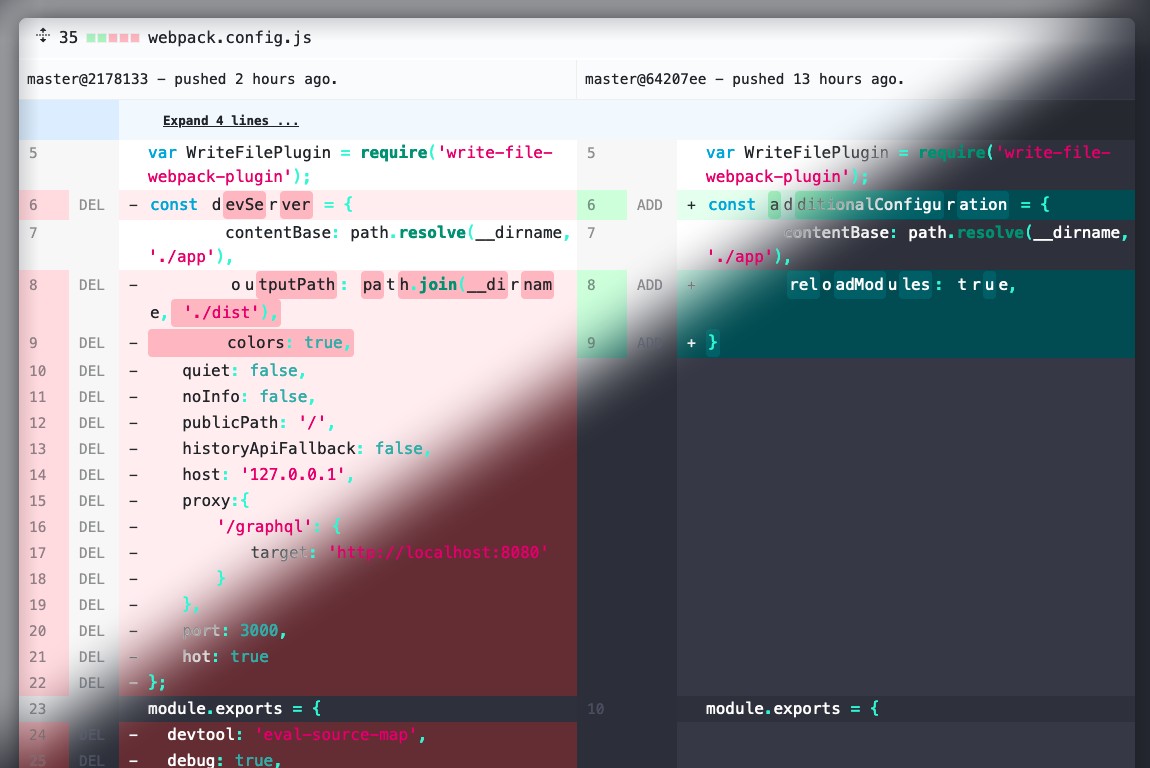 35 webpack.config.js
master@2178133 - pushed 2 hours ago.
master@64207ee - pushed 13 hours ago.
Expand 4 lines ...
5 var WriteFilePlugin = require('write-file-
webpack-plugin');
6 DEL - const devServer = {
7 contentBase: path.resolve(__dirname,
'./app'),
8 DEL - outputPath: path.join(__dirnam
e, './dist'),
9 DEL - colors: true,
10 DEL - quiet: false,
11 DEL - noInfo: false,
12 DEL - publicPath: '/',
13 DEL - historyApiFallback: false,
14 DEL - host: '127.0.0.1',
15 DEL - proxy:{
16 DEL - '/graphql': {
17 DEL - target: 'http://localhost:8080'
18 DEL - }
19 DEL - },
20 DEL - port: 3000,
21 DEL - hot: true
22 DEL - };
23 module.exports = {
24 DEL - devtool: 'eval-source-map',
25 DEL - debug: true,
5 var WriteFilePlugin = require('write-file-
webpack-plugin');
6 ADD + const additionalConfiguration = {
7 contentBase: path.resolve(__dirname,
'./app'),
8 ADD + reloadModules: true,
9 ADD + }
10 module.exports = {